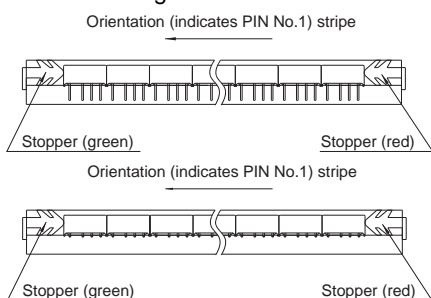 Orientation (indicates PIN No.1) stripe
Stopper (green) Stopper (red)
Orientation (indicates PIN No.1) stripe
Stopper (green) Stopper (red)